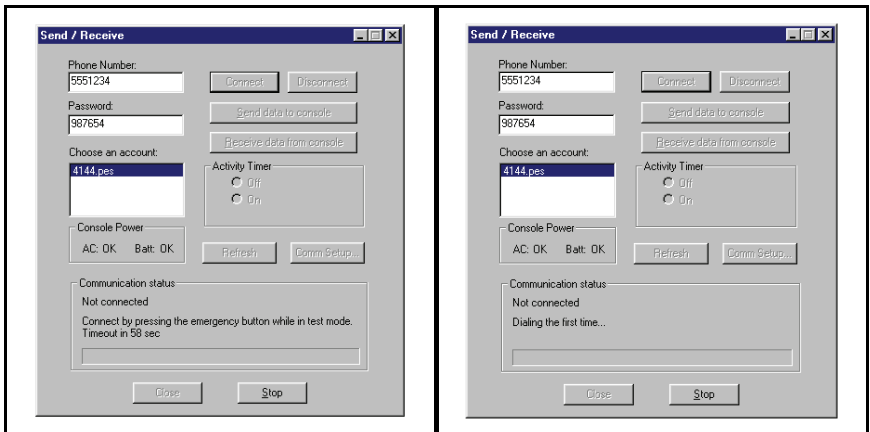 Send / Receive
Phone Number:
5551234
Connect Disconnect
Password:
987654
Send data to console
Receive data from console
Choose an account:
4144.pes
Activity Timer
Off
On
Console Power
AC: OK Batt: OK
Refresh Comm Setup...
Communication status
Not connected
Connect by pressing the emergency button while in test mode.
Timeout in 58 sec
Close Stop
Send / Receive
Phone Number:
5551234
Connect Disconnect
Password:
987654
Send data to console
Receive data from console
Choose an account:
4144.pes
Activity Timer
Off
On
Console Power
AC: OK Batt: OK
Refresh Comm Setup...
Communication status
Not connected
Dialing the first time...
Close Stop